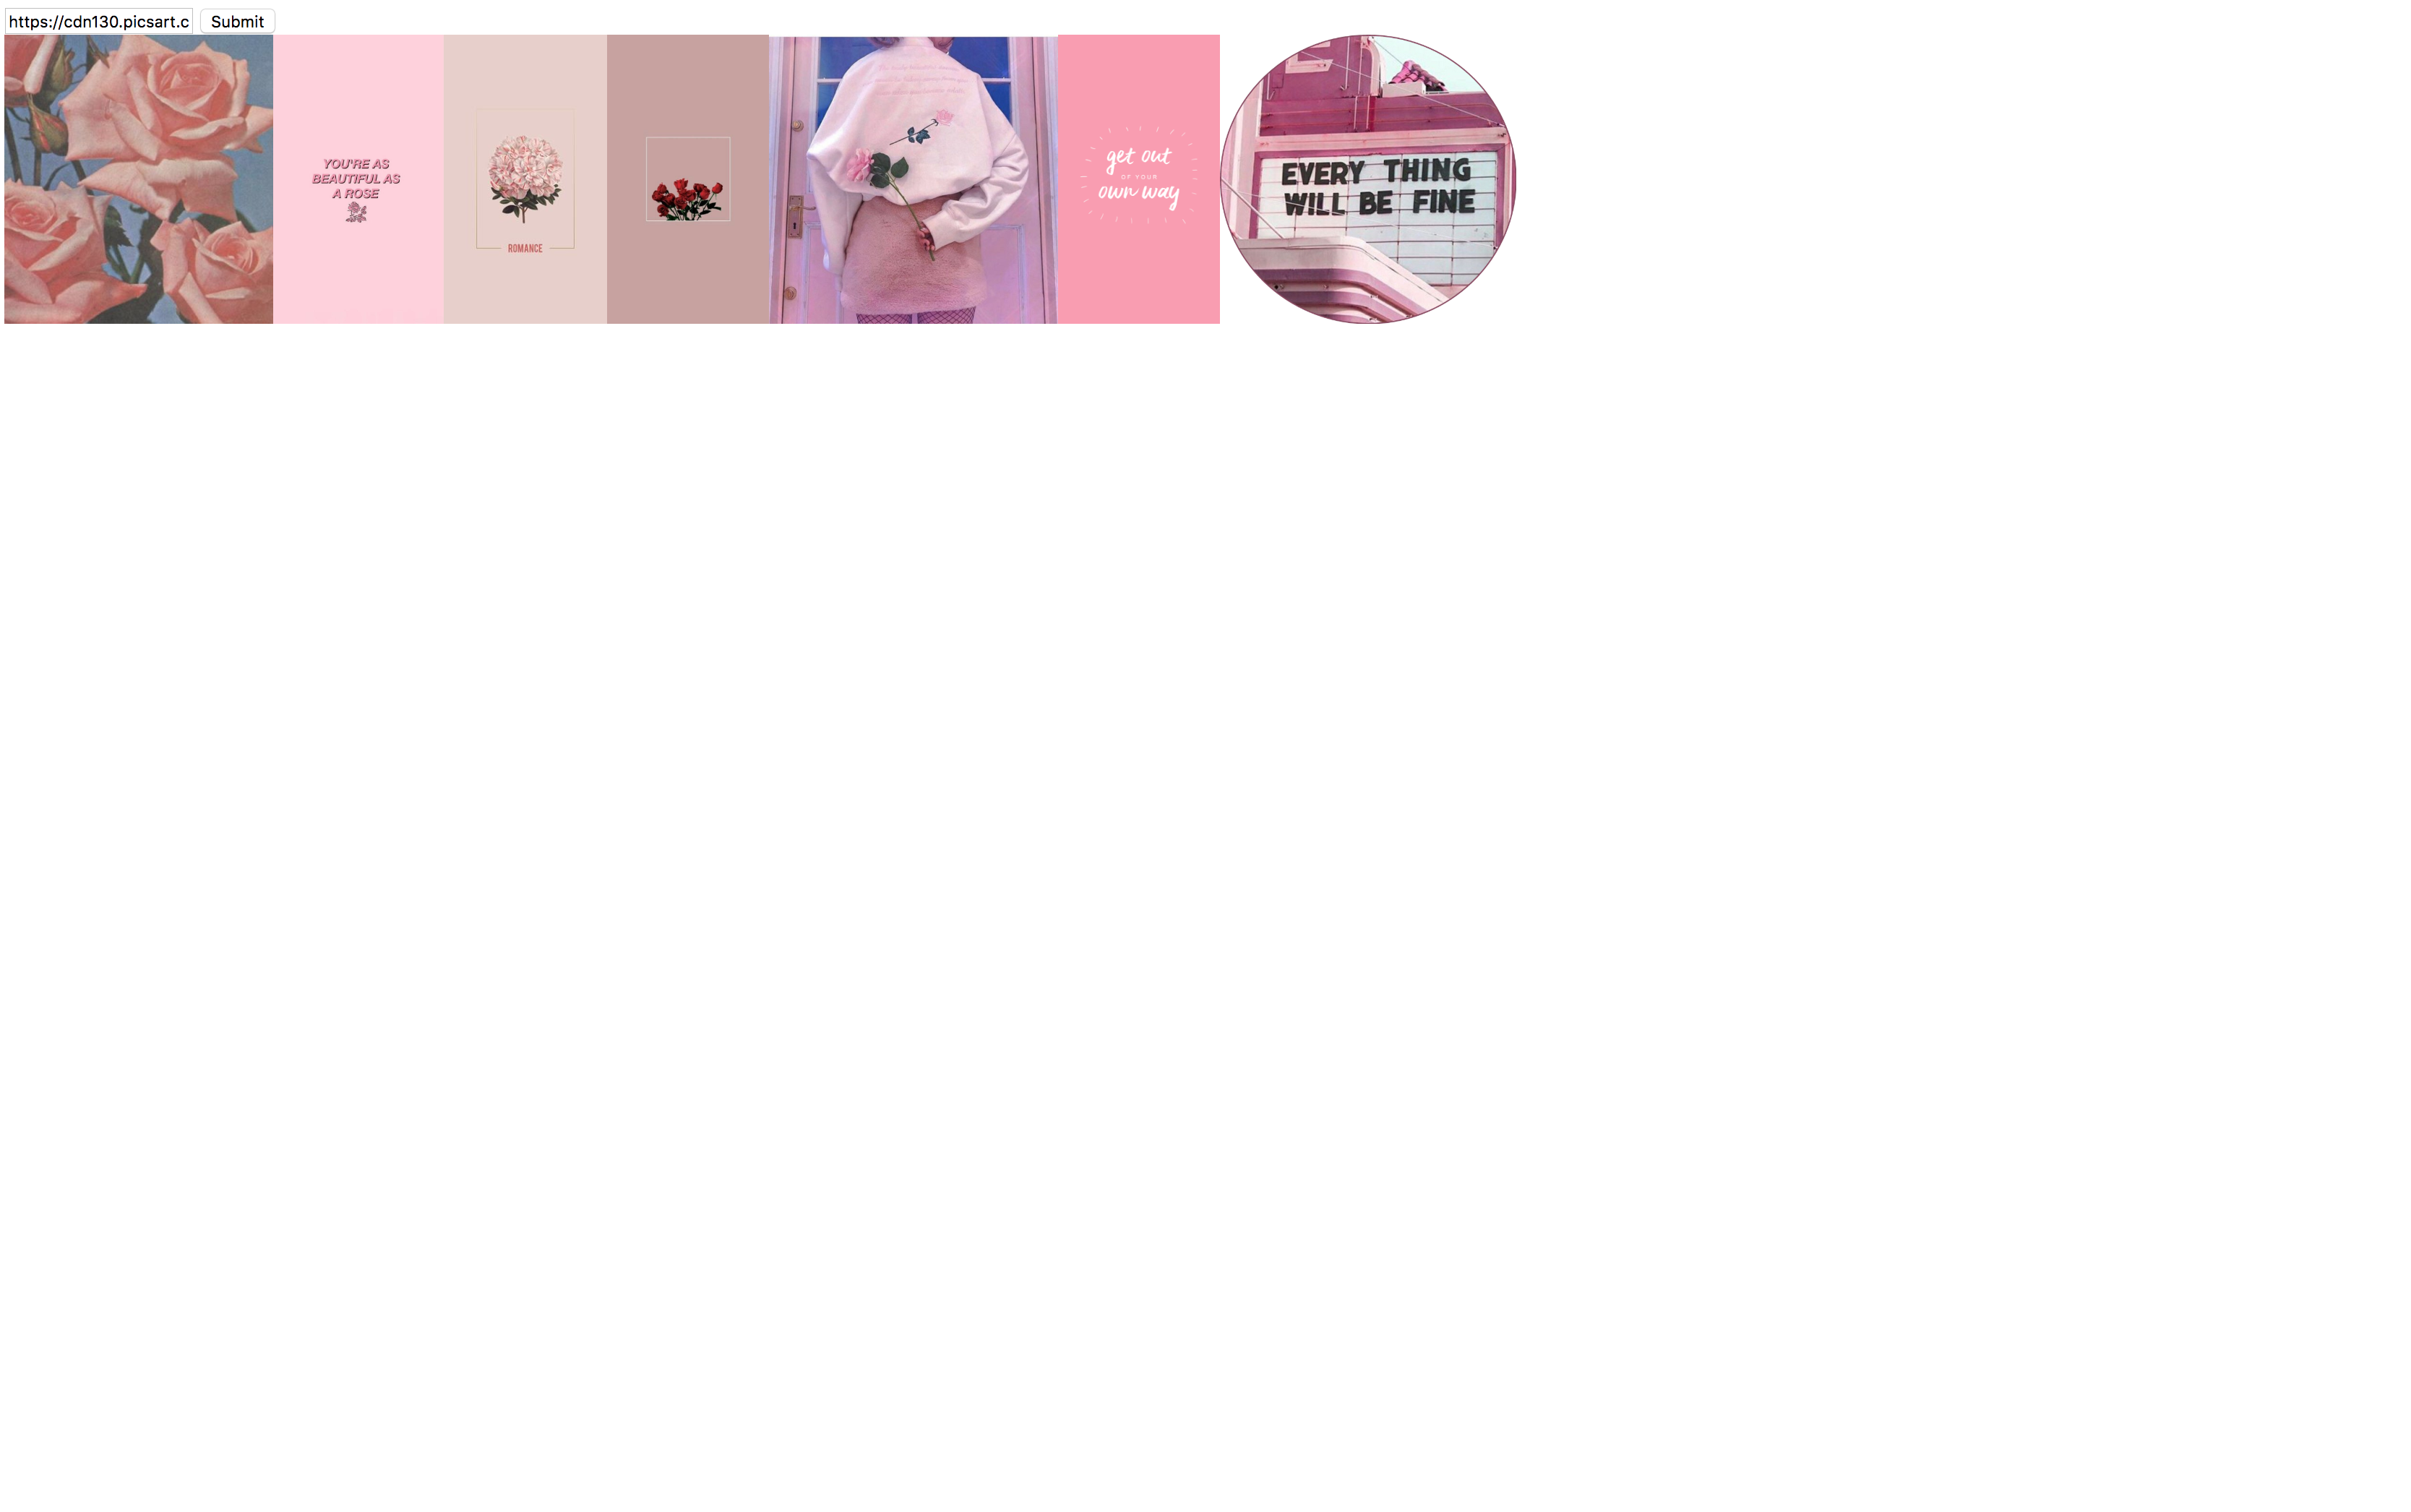 https://cdn130.picsart.c
Submit
YOU'RE AS
BEAUTIFUL AS
A ROSE
ROMANCE
get out
OF YOUR
own way
EVERY THING
WILL BE FINE